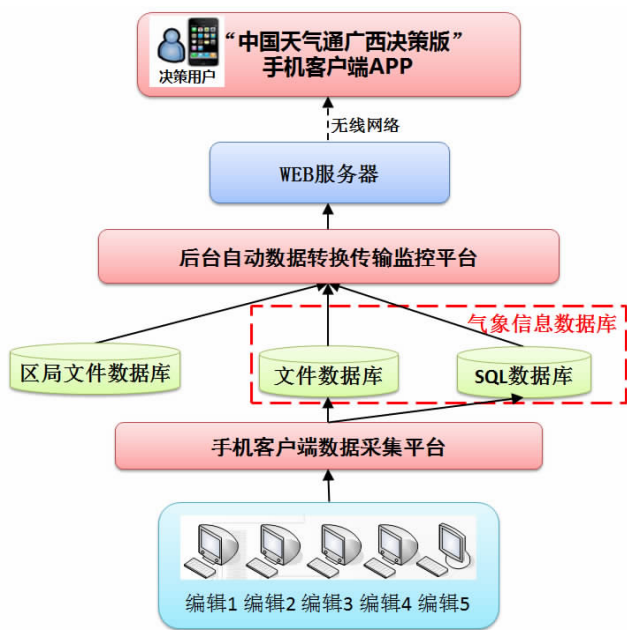 “中国天气通广西决策版”
手机客户端APP
决策用户
无线网络
WEB服务器
后台自动数据转换传输监控平台
气象信息数据库
区局文件数据库
文件数据库
SQL数据库
手机客户端数据采集平台
编辑1 编辑2 编辑3 编辑4 编辑5